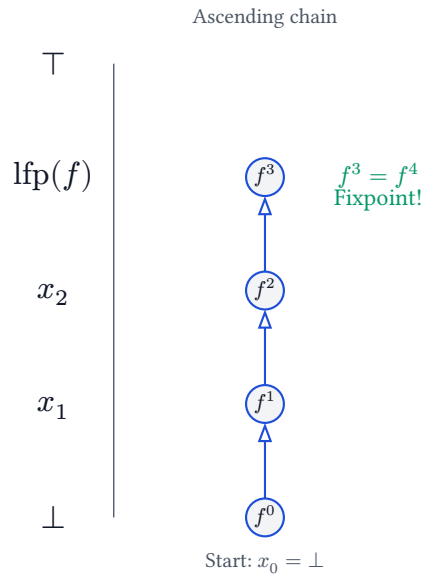 Ascending chain
⊤
lfp(f) f³ f³ = f⁴
Fixpoint!
x₂ f²
x₁ f¹
⊥ f⁰
Start: x₀ = ⊥